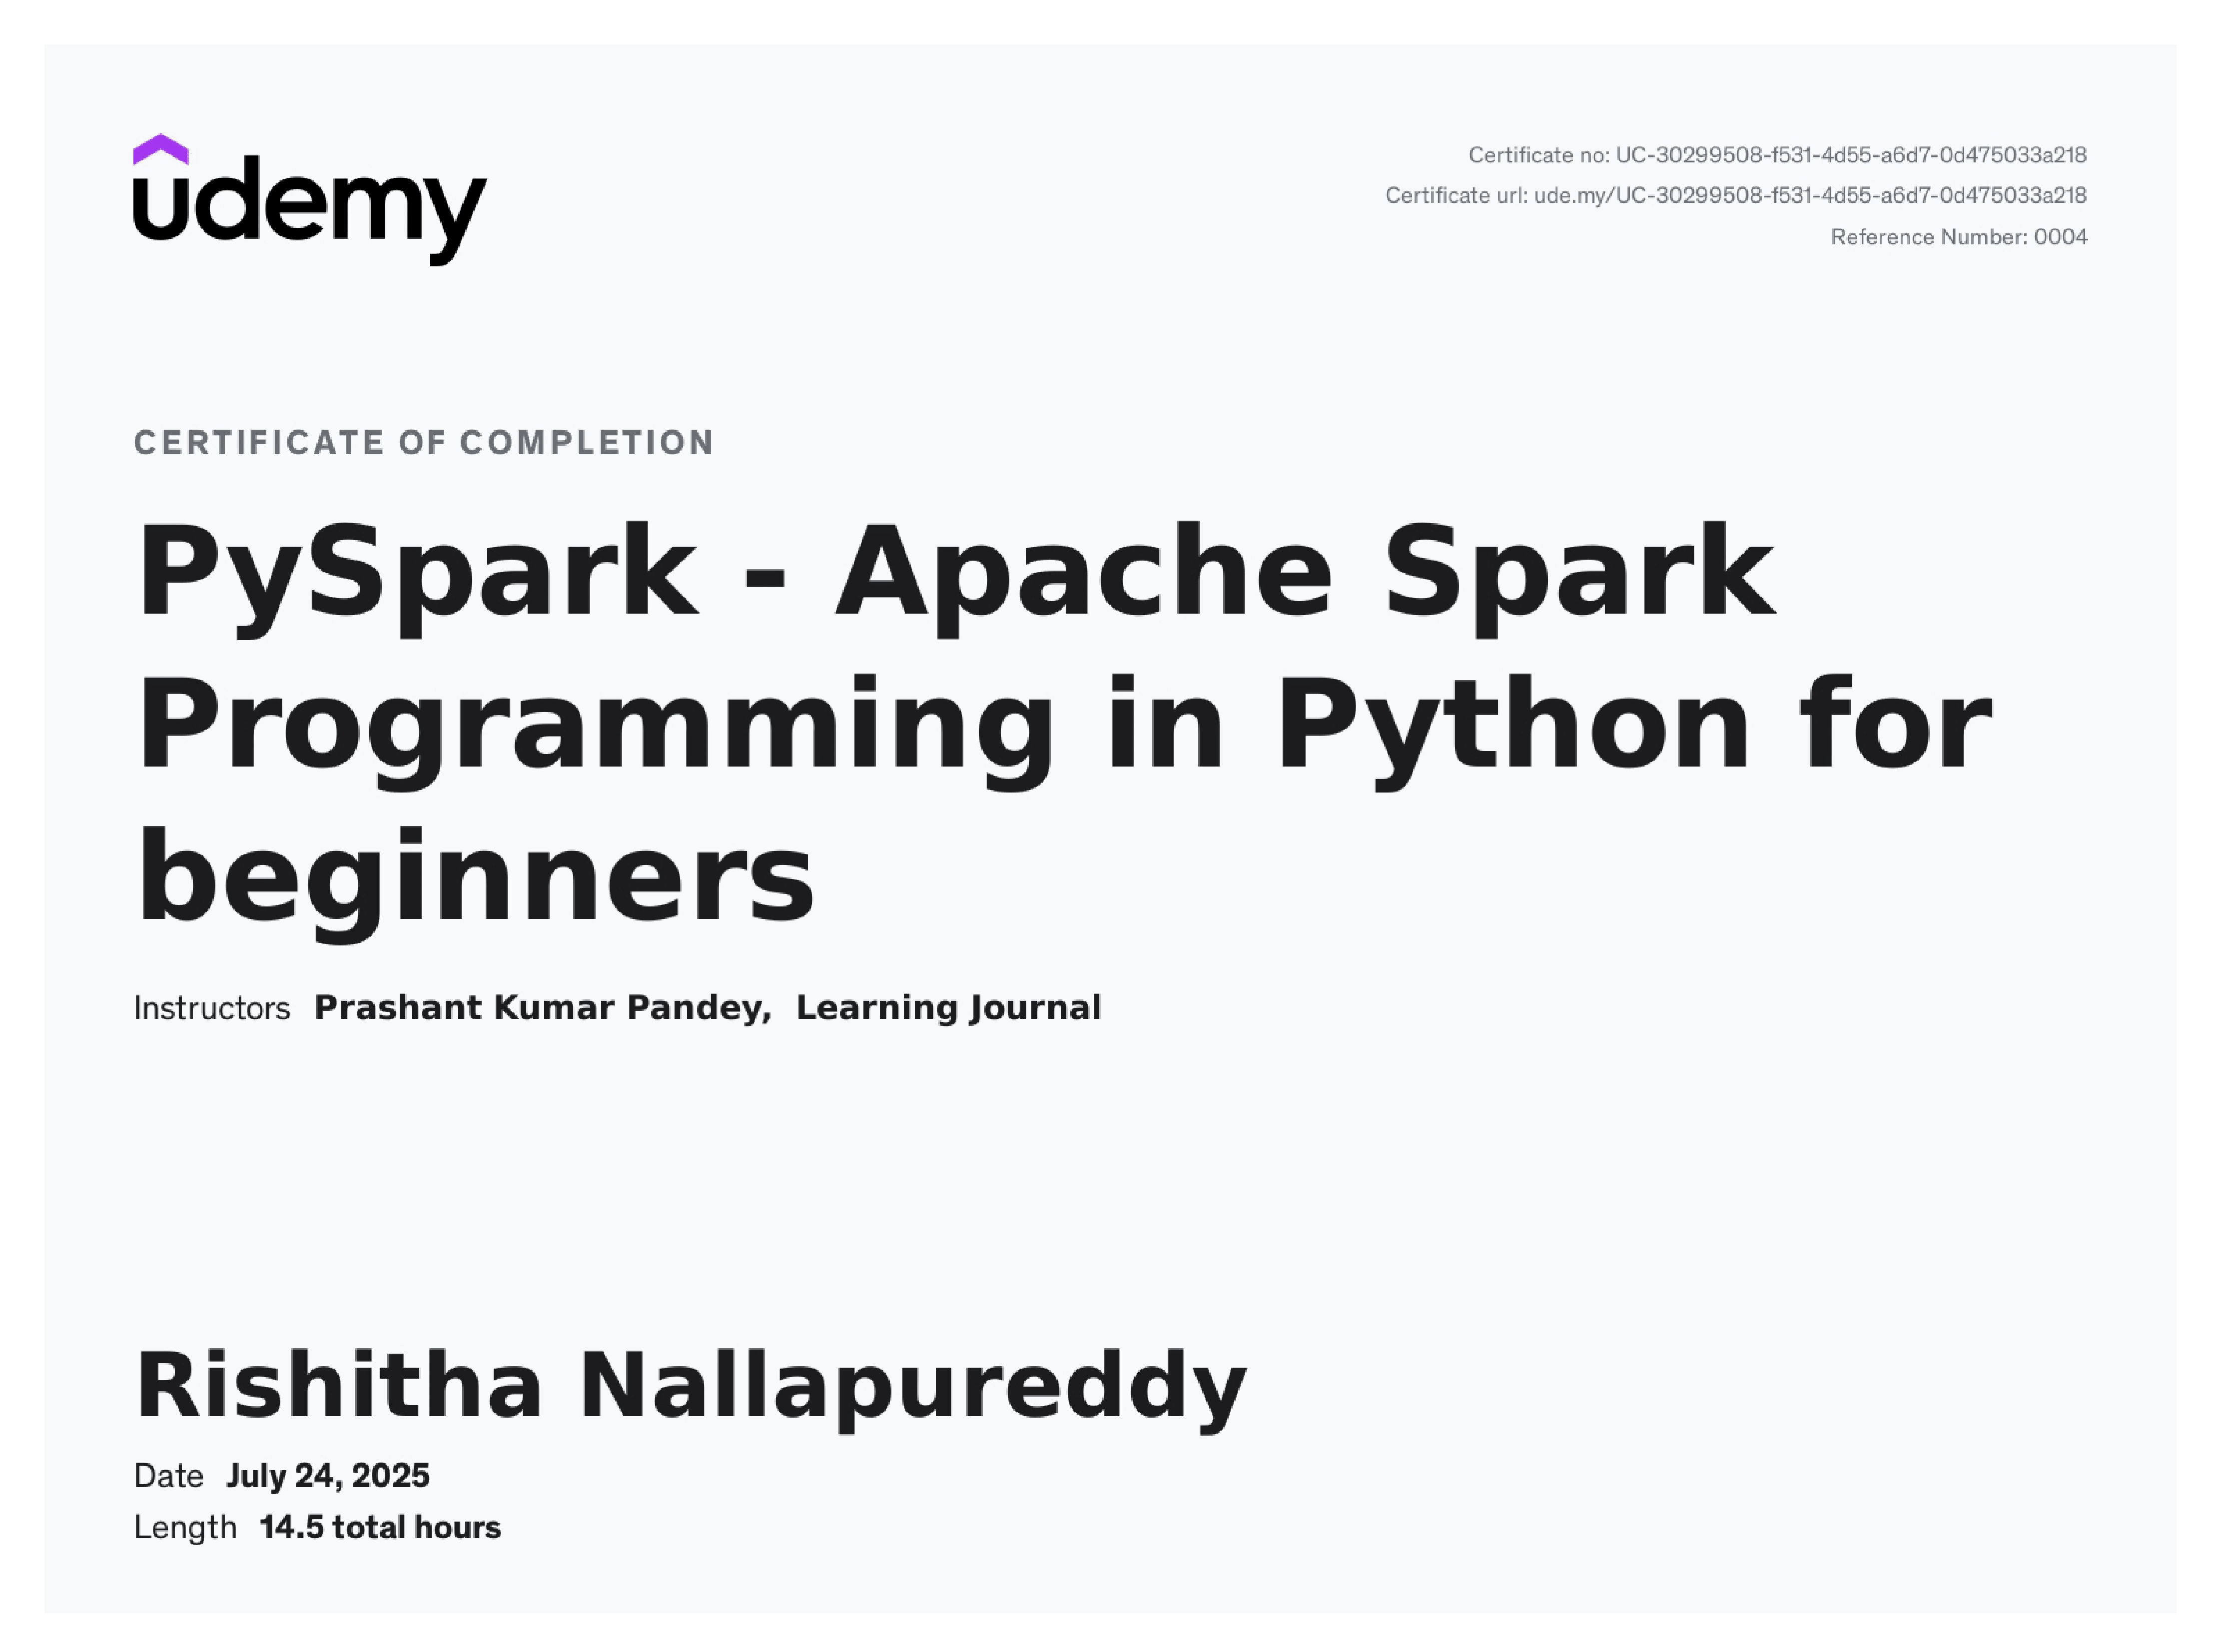 udemy
Certificate no: UC-30299508-f531-4d55-a6d7-0d475033a218
Certificate url: ude.my/UC-30299508-f531-4d55-a6d7-0d475033a218
Reference Number: 0004
CERTIFICATE OF COMPLETION
PySpark - Apache Spark
Programming in Python for
beginners
Instructors Prashant Kumar Pandey, Learning Journal
Rishitha Nallapureddy
Date July 24, 2025
Length 14.5 total hours